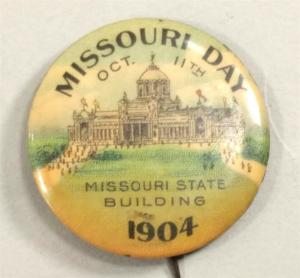 MISSOURI DAY
OCT. 11TH
MISSOURI STATE
BUILDING
1904